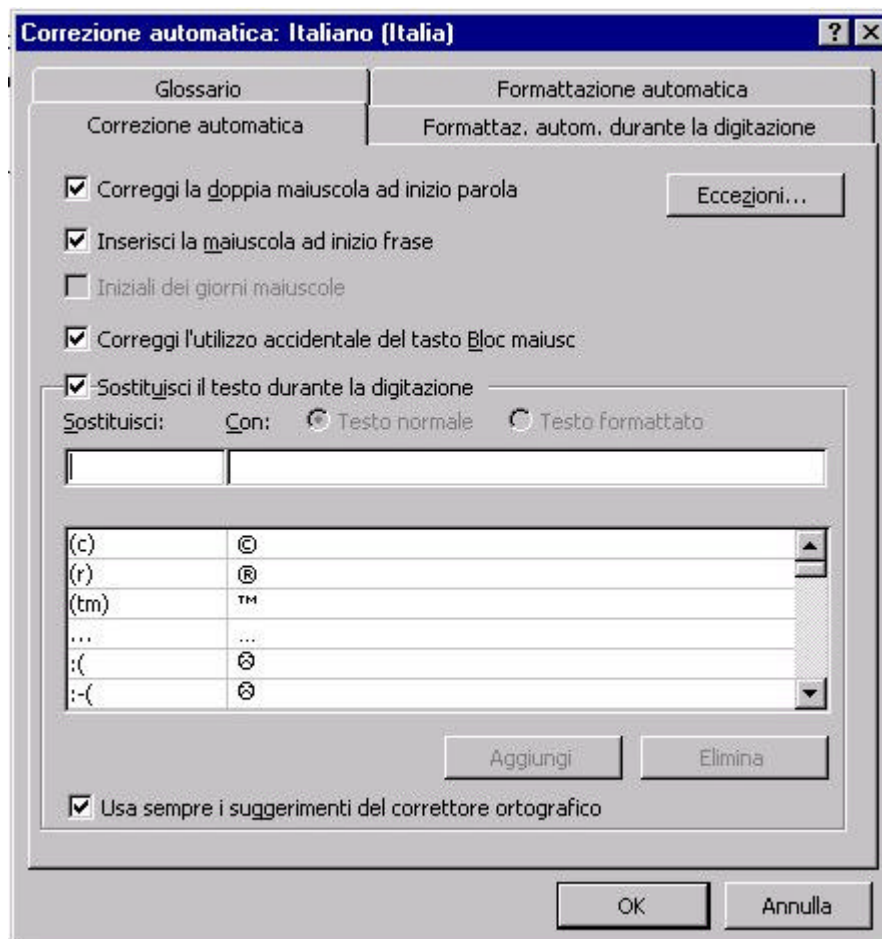 Correzione automatica: Italiano (Italia)
Glossario
Formattazione automatica
Correzione automatica
Formattaz. autom. durante la digitazione
Correggi la doppia maiuscola ad inizio parola
Eccezioni...
Inserisci la maiuscola ad inizio frase
Iniziali dei giorni maiuscole
Correggi l'utilizzo accidentale del tasto Bloc maiusc
Sostituisci il testo durante la digitazione
Sostituisci: Con: Testo normale Testo formattato
(c) ©
(r) ®
(tm) ™
... …
:( ☹
:-( ☹
Aggiungi Elimina
Usa sempre i suggerimenti del correttore ortografico
OK Annulla